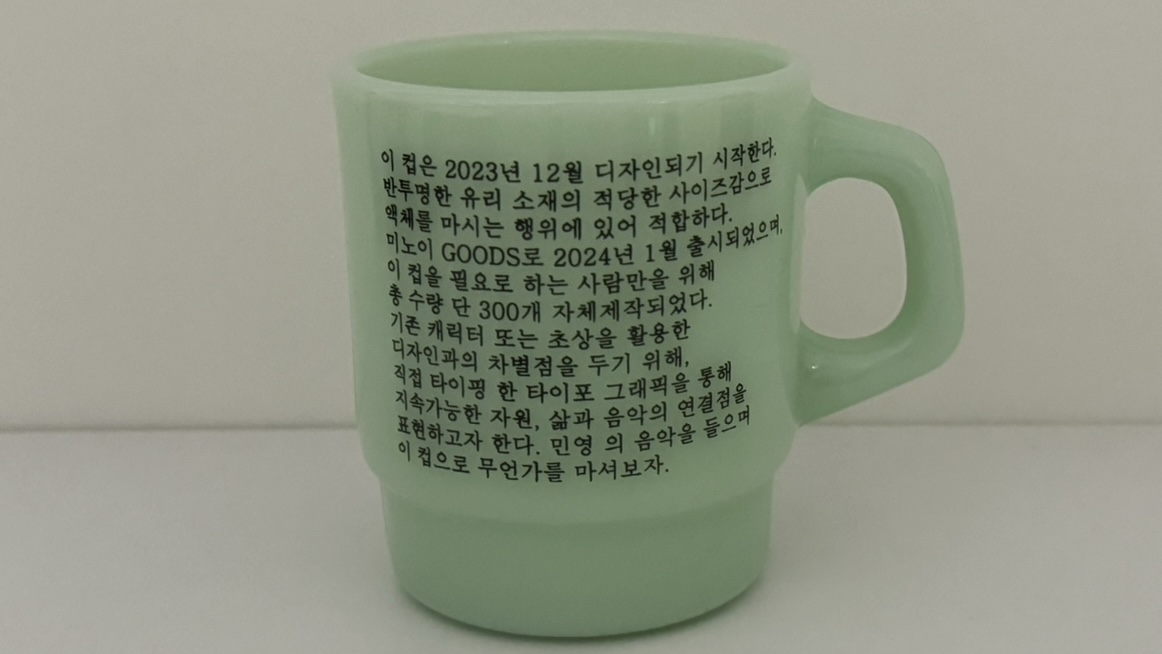 이 컵은 2023년 12월 디자인되기 시작한다.
반투명한 유리 소재의 적당한 사이즈감으로
액체를 마시는 행위에 있어 적합하다.
미노이 GOODS로 2024년 1월 출시되었으며,
이 컵을 필요로 하는 사람만을 위해
총 수량 단 300개 자체제작되었다.
기존 캐릭터 또는 초상을 활용한
디자인과의 차별점을 두기 위해,
직접 타이핑 한 타이포 그래픽을 통해
지속가능한 자원, 삶과 음악의 연결점을
표현하고자 한다. 민영 의 음악을 들으며
이 컵으로 무언가를 마셔보자.